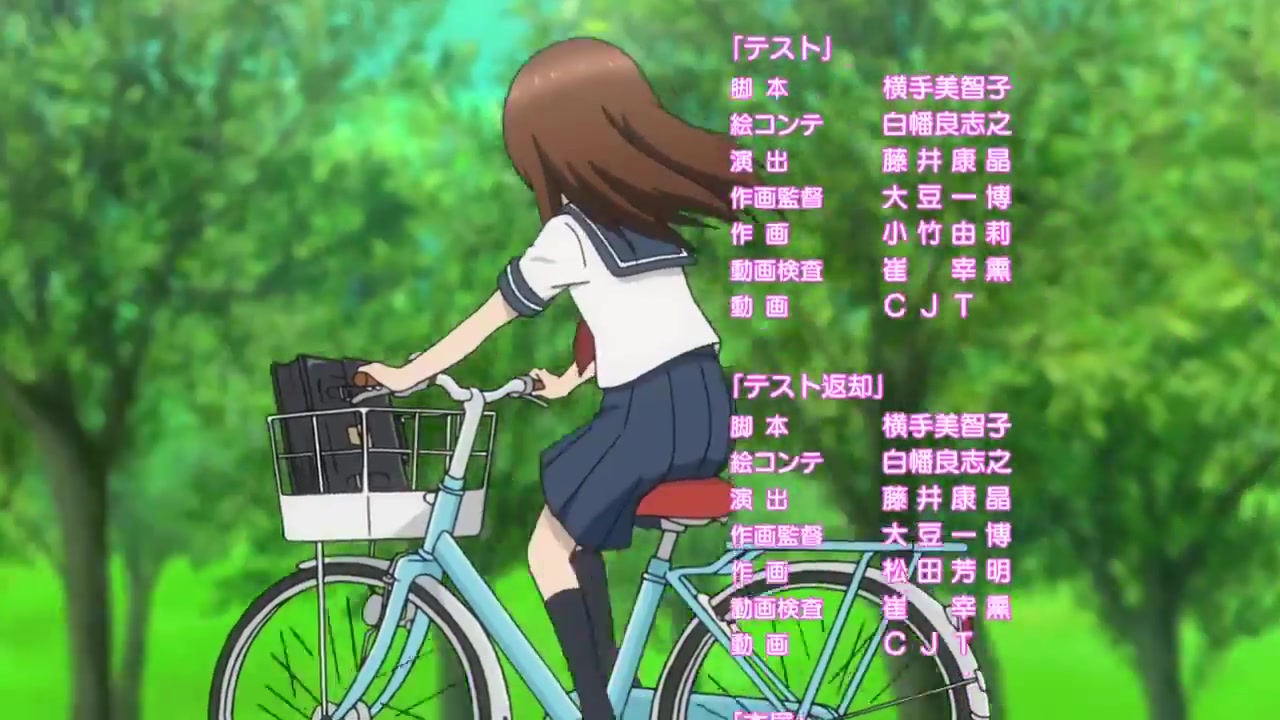 「テスト」
脚本 横手美智子
絵コンテ 白幡良志之
演出 藤井康晶
作画監督 大豆一博
作画 小竹由莉
動画検査 崔宰熏
動画 CJT
「テスト返却」
脚本 横手美智子
絵コンテ 白幡良志之
演出 藤井康晶
作画監督 大豆一博
作画 松田芳明
動画検査 崔宰熏
動画 CJT